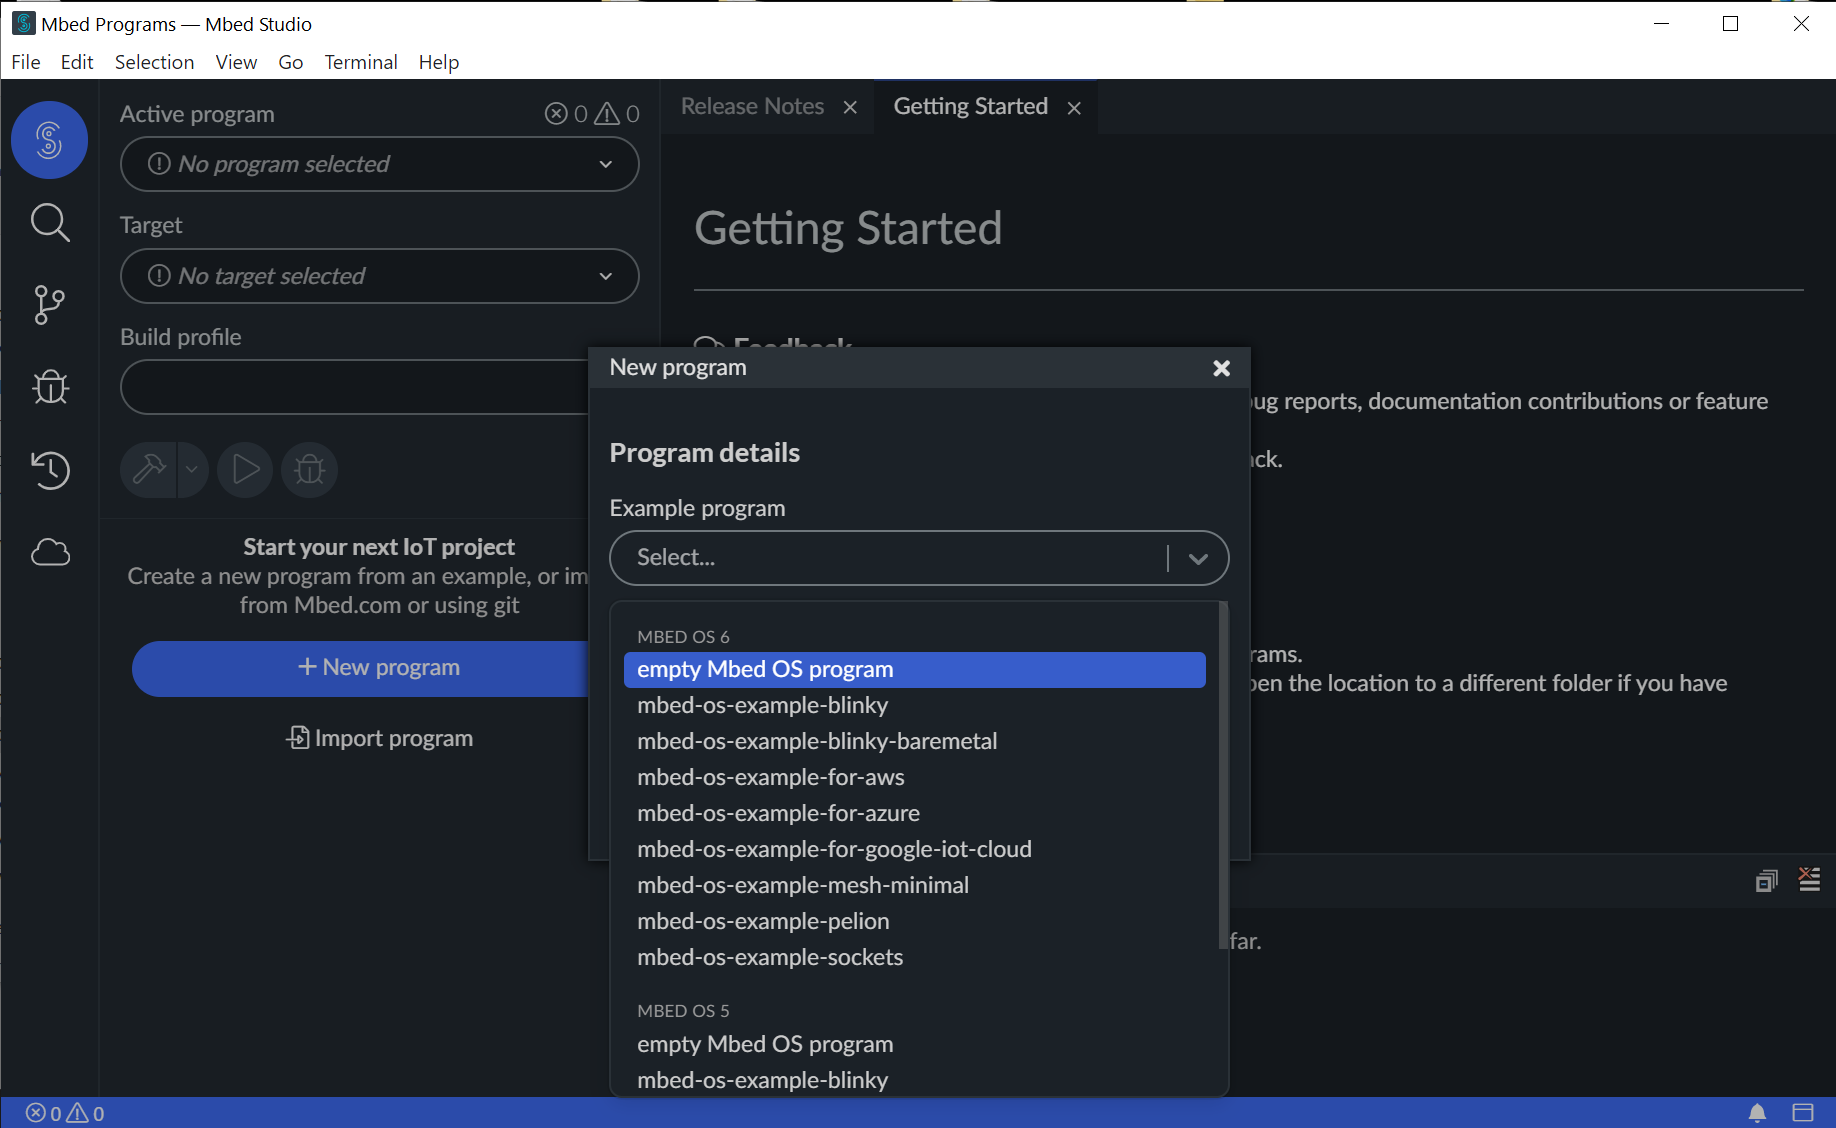 Mbed Programs — Mbed Studio
File Edit Selection View Go Terminal Help
Active program 0 0
No program selected
Target
No target selected
Build profile
Start your next IoT project
Create a new program from an example, or im
from Mbed.com or using git
+ New program
Import program
Release Notes × Getting Started ×
Getting Started
Feedback
ug reports, documentation contributions or feature
ck.
rams.
pen the location to a different folder if you have
far.
New program
Program details
Example program
Select...
MBED OS 6
empty Mbed OS program
mbed-os-example-blinky
mbed-os-example-blinky-baremetal
mbed-os-example-for-aws
mbed-os-example-for-azure
mbed-os-example-for-google-iot-cloud
mbed-os-example-mesh-minimal
mbed-os-example-pelion
mbed-os-example-sockets
MBED OS 5
empty Mbed OS program
mbed-os-example-blinky
0 0